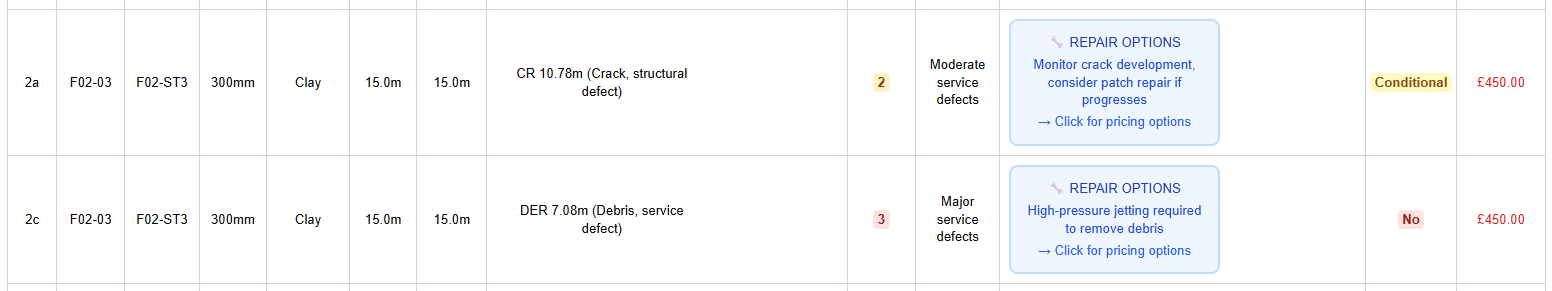 2a F02-03 F02-ST3 300mm Clay 15.0m 15.0m CR 10.78m (Crack, structural defect) 2 Moderate service defects
REPAIR OPTIONS
Monitor crack development,
consider patch repair if
progresses
→ Click for pricing options
Conditional £450.00
2c F02-03 F02-ST3 300mm Clay 15.0m 15.0m DER 7.08m (Debris, service defect) 3 Major service defects
REPAIR OPTIONS
High-pressure jetting required
to remove debris
→ Click for pricing options
No £450.00